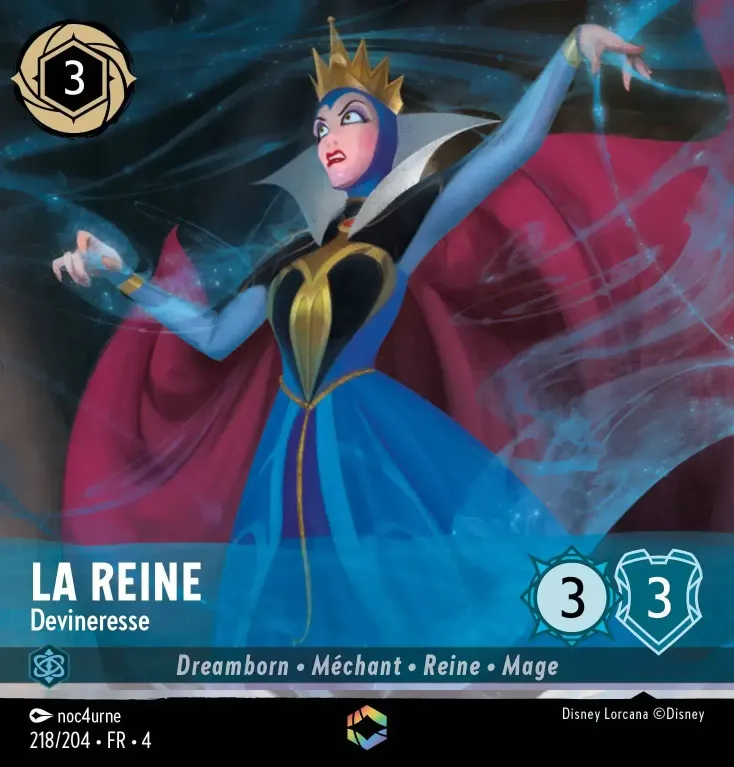 3
LA REINE
Devineresse
3 3
Dreamborn • Méchant • Reine • Mage
noc4urne
Disney Lorcana ©Disney
218/204 • FR • 4